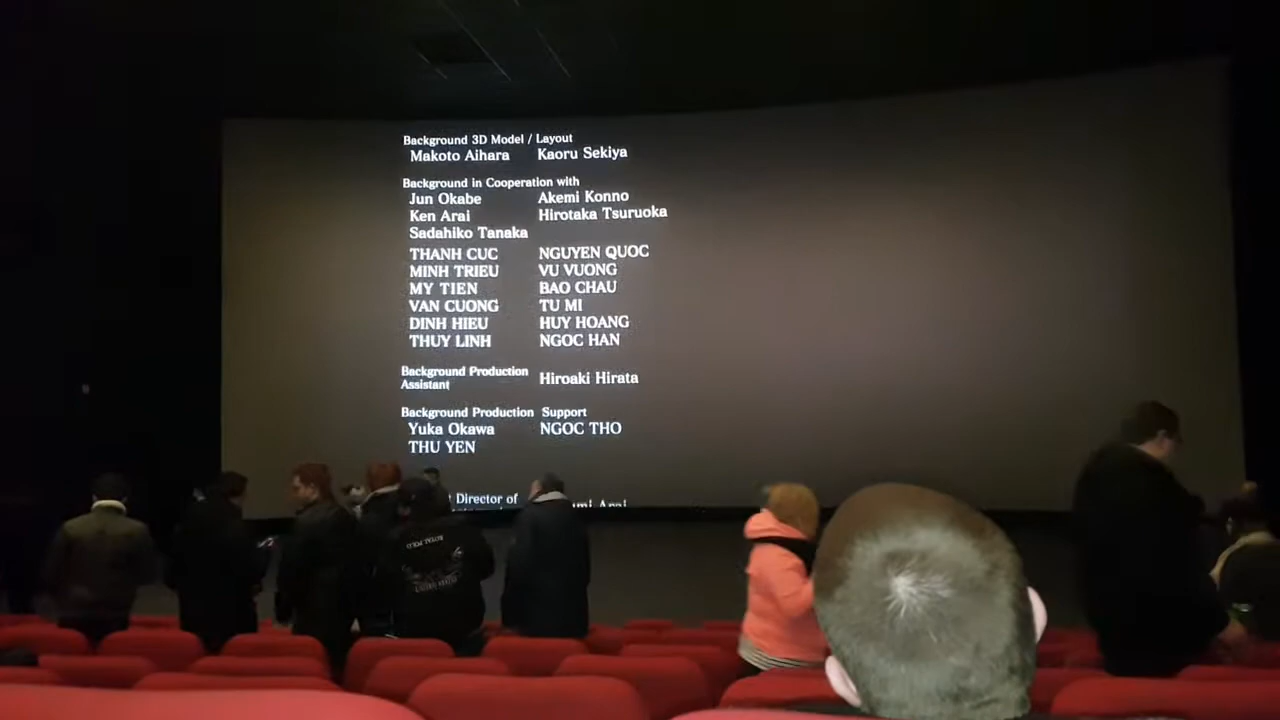 Background 3D Model / Layout
Makoto Aihara Kaoru Sekiya
Background in Cooperation with
Jun Okabe Akemi Konno
Ken Arai Hirotaka Tsuruoka
Sadahiko Tanaka
THANH CUC NGUYEN QUOC
MINH TRIEU VU VUONG
MY TIEN BAO CHAU
VAN CUONG TU MI
DINH HIEU HUY HOANG
THUY LINH NGOC HAN
Background Production
Assistant Hiroaki Hirata
Background Production Support
Yuka Okawa NGOC THO
THU YEN
Director of Arai
ROYAL POLO